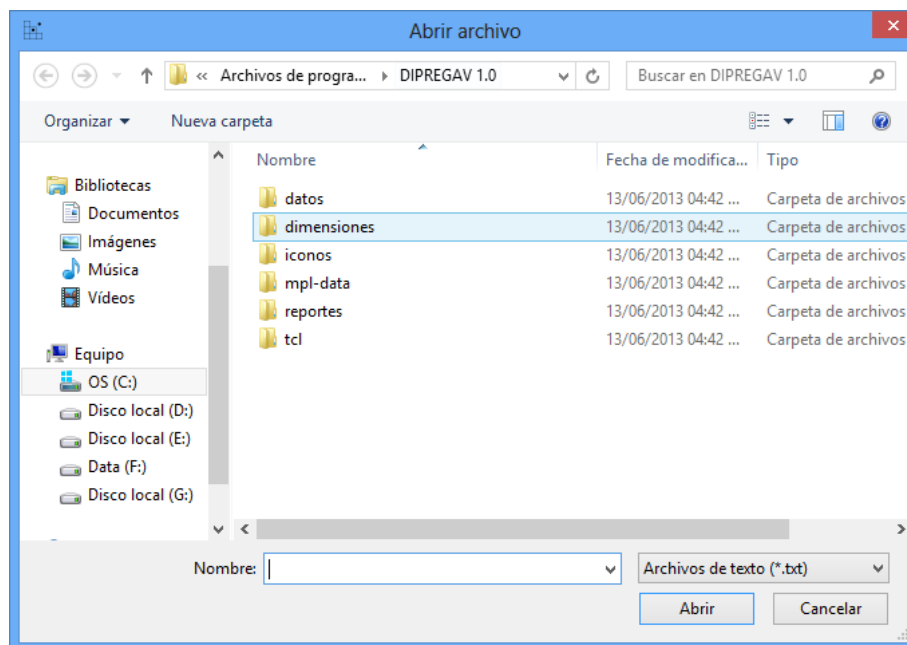 Abrir archivo
« Archivos de progra... DIPREGAV 1.0 Buscar en DIPREGAV 1.0
Organizar Nueva carpeta
Bibliotecas
Documentos
Imágenes
Música
Vídeos
Equipo
OS (C:)
Disco local (D:)
Disco local (E:)
Data (F:)
Disco local (G:)
Nombre Fecha de modifica... Tipo
datos 13/06/2013 04:42 ... Carpeta de archivos
dimensiones 13/06/2013 04:42 ... Carpeta de archivos
iconos 13/06/2013 04:42 ... Carpeta de archivos
mpl-data 13/06/2013 04:42 ... Carpeta de archivos
reportes 13/06/2013 04:42 ... Carpeta de archivos
tcl 13/06/2013 04:42 ... Carpeta de archivos
Nombre: Archivos de texto (*.txt)
Abrir Cancelar